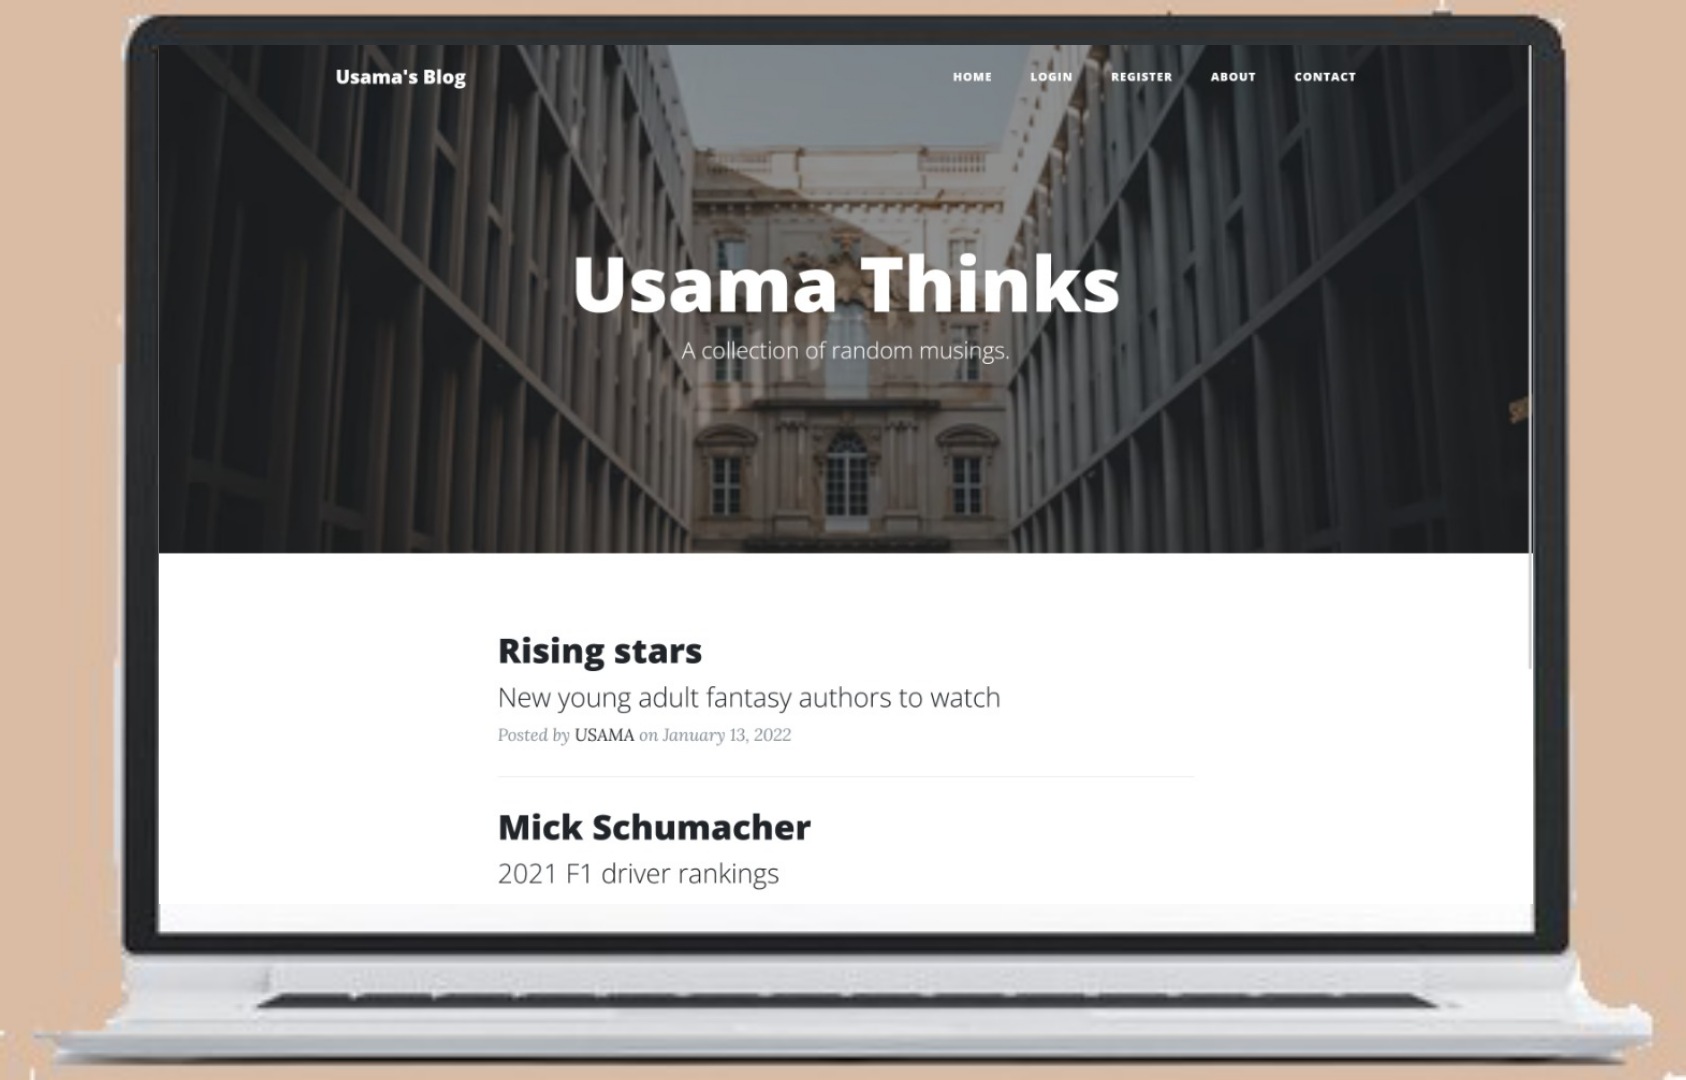 Usama's Blog
HOME LOGIN REGISTER ABOUT CONTACT
Usama Thinks
A collection of random musings.
Rising stars
New young adult fantasy authors to watch
Posted by USAMA on January 13, 2022
Mick Schumacher
2021 F1 driver rankings